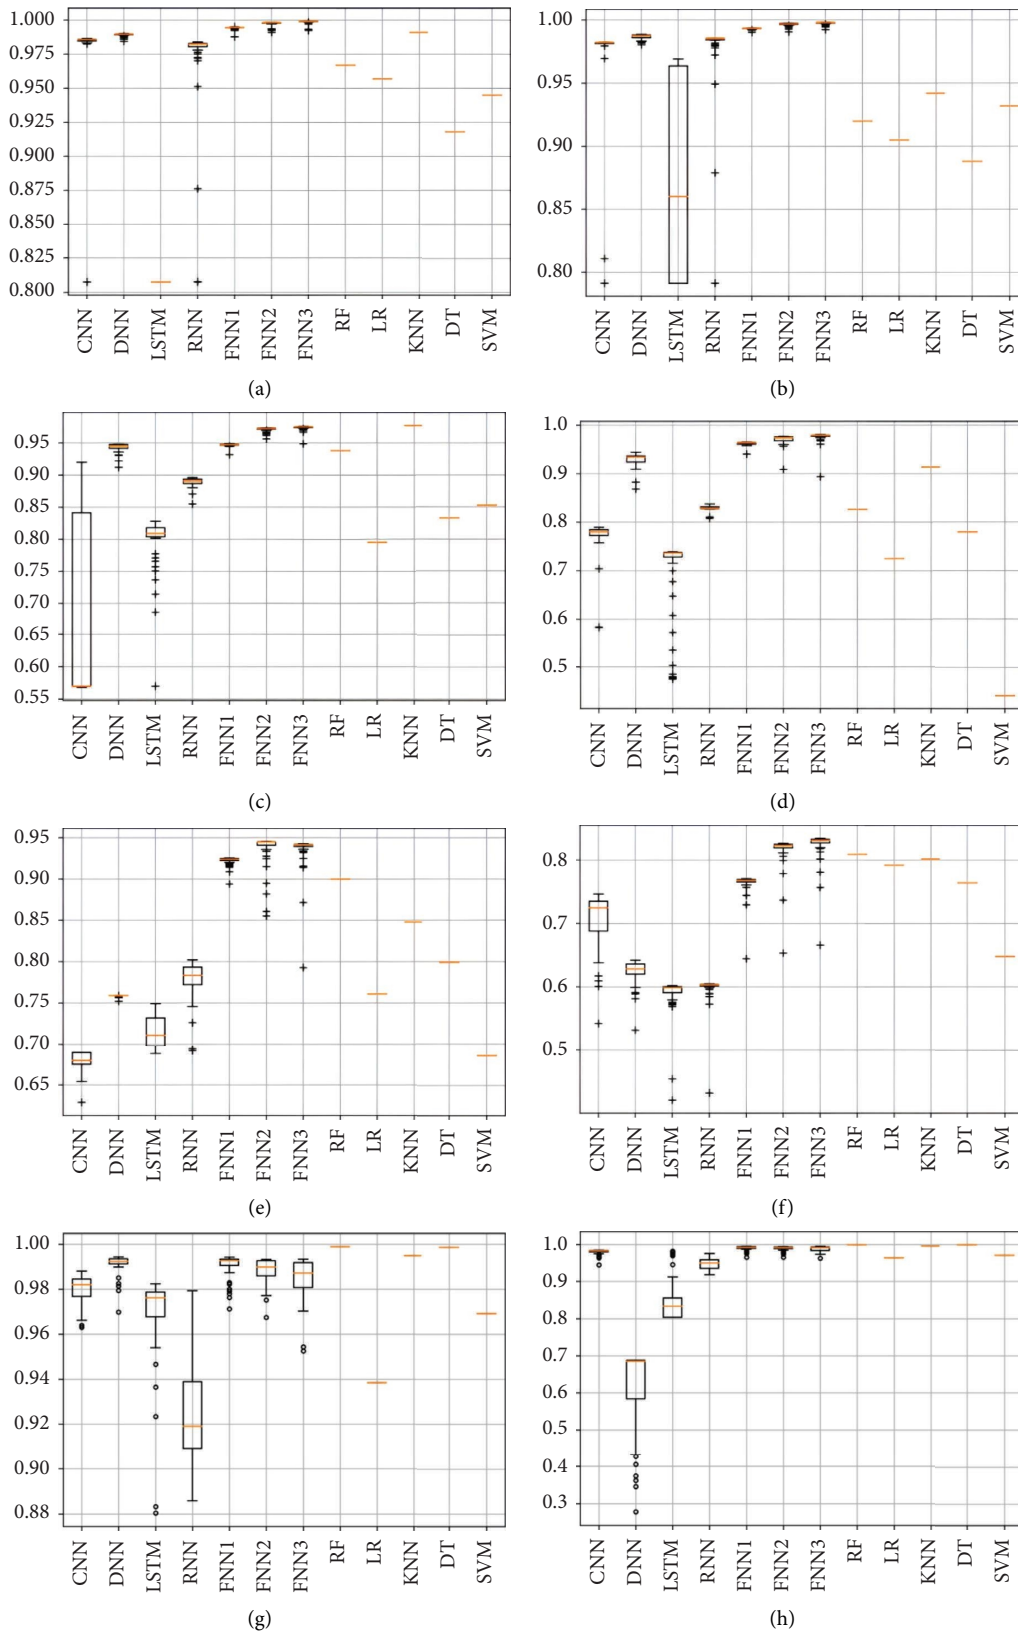 1.000
0.975
0.950
0.925
0.900
0.875
0.850
0.825
0.800
CNN
DNN
LSTM
RNN
FNN1
FNN2
FNN3
RF
LR
KNN
DT
SVM
(a)
1.00
0.95
0.90
0.85
0.80
CNN
DNN
LSTM
RNN
FNN1
FNN2
FNN3
RF
LR
KNN
DT
SVM
(b)
0.95
0.90
0.85
0.80
0.70
0.65
0.60
0.55
CNN
DNN
LSTM
RNN
FNN1
FNN2
FNN3
RF
LR
KNN
DT
SVM
(c)
1.0
0.9
0.8
0.7
0.6
0.5
CNN
DNN
LSTM
RNN
FNN1
FNN2
FNN3
RF
LR
KNN
DT
SVM
(d)
0.95
0.90
0.85
0.80
0.75
0.70
0.65
CNN
DNN
LSTM
RNN
FNN1
FNN2
FNN3
RF
LR
KNN
DT
SVM
(e)
0.8
0.7
0.6
0.5
CNN
DNN
LSTM
RNN
FNN1
FNN2
FNN3
RF
LR
KNN
DT
SVM
(f)
1.00
0.98
0.96
0.94
0.92
0.90
0.88
CNN
DNN
LSTM
RNN
FNN1
FNN2
FNN3
RF
LR
KNN
DT
SVM
(g)
1.0
0.9
0.8
0.7
0.6
0.5
0.4
0.3
CNN
DNN
LSTM
RNN
FNN1
FNN2
FNN3
RF
LR
KNN
DT
SVM
(h)